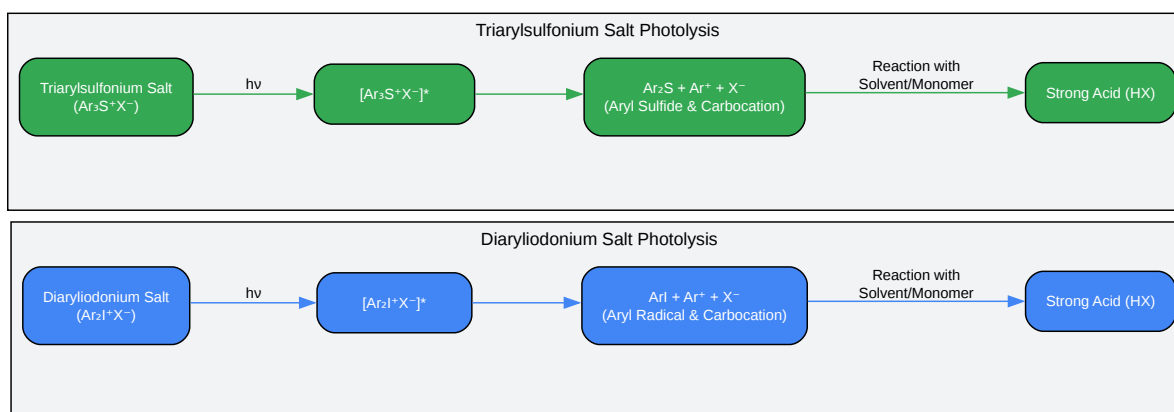 Triarylsulfonium Salt Photolysis
Triarylsulfonium Salt
(Ar₃S⁺X⁻)
hν
[Ar₃S⁺X⁻]*
Ar₂S + Ar⁺ + X⁻
(Aryl Sulfide & Carbocation)
Reaction with
Solvent/Monomer
Strong Acid (HX)
Diaryliodonium Salt Photolysis
Diaryliodonium Salt
(Ar₂I⁺X⁻)
hν
[Ar₂I⁺X⁻]*
ArI + Ar⁺ + X⁻
(Aryl Radical & Carbocation)
Reaction with
Solvent/Monomer
Strong Acid (HX)